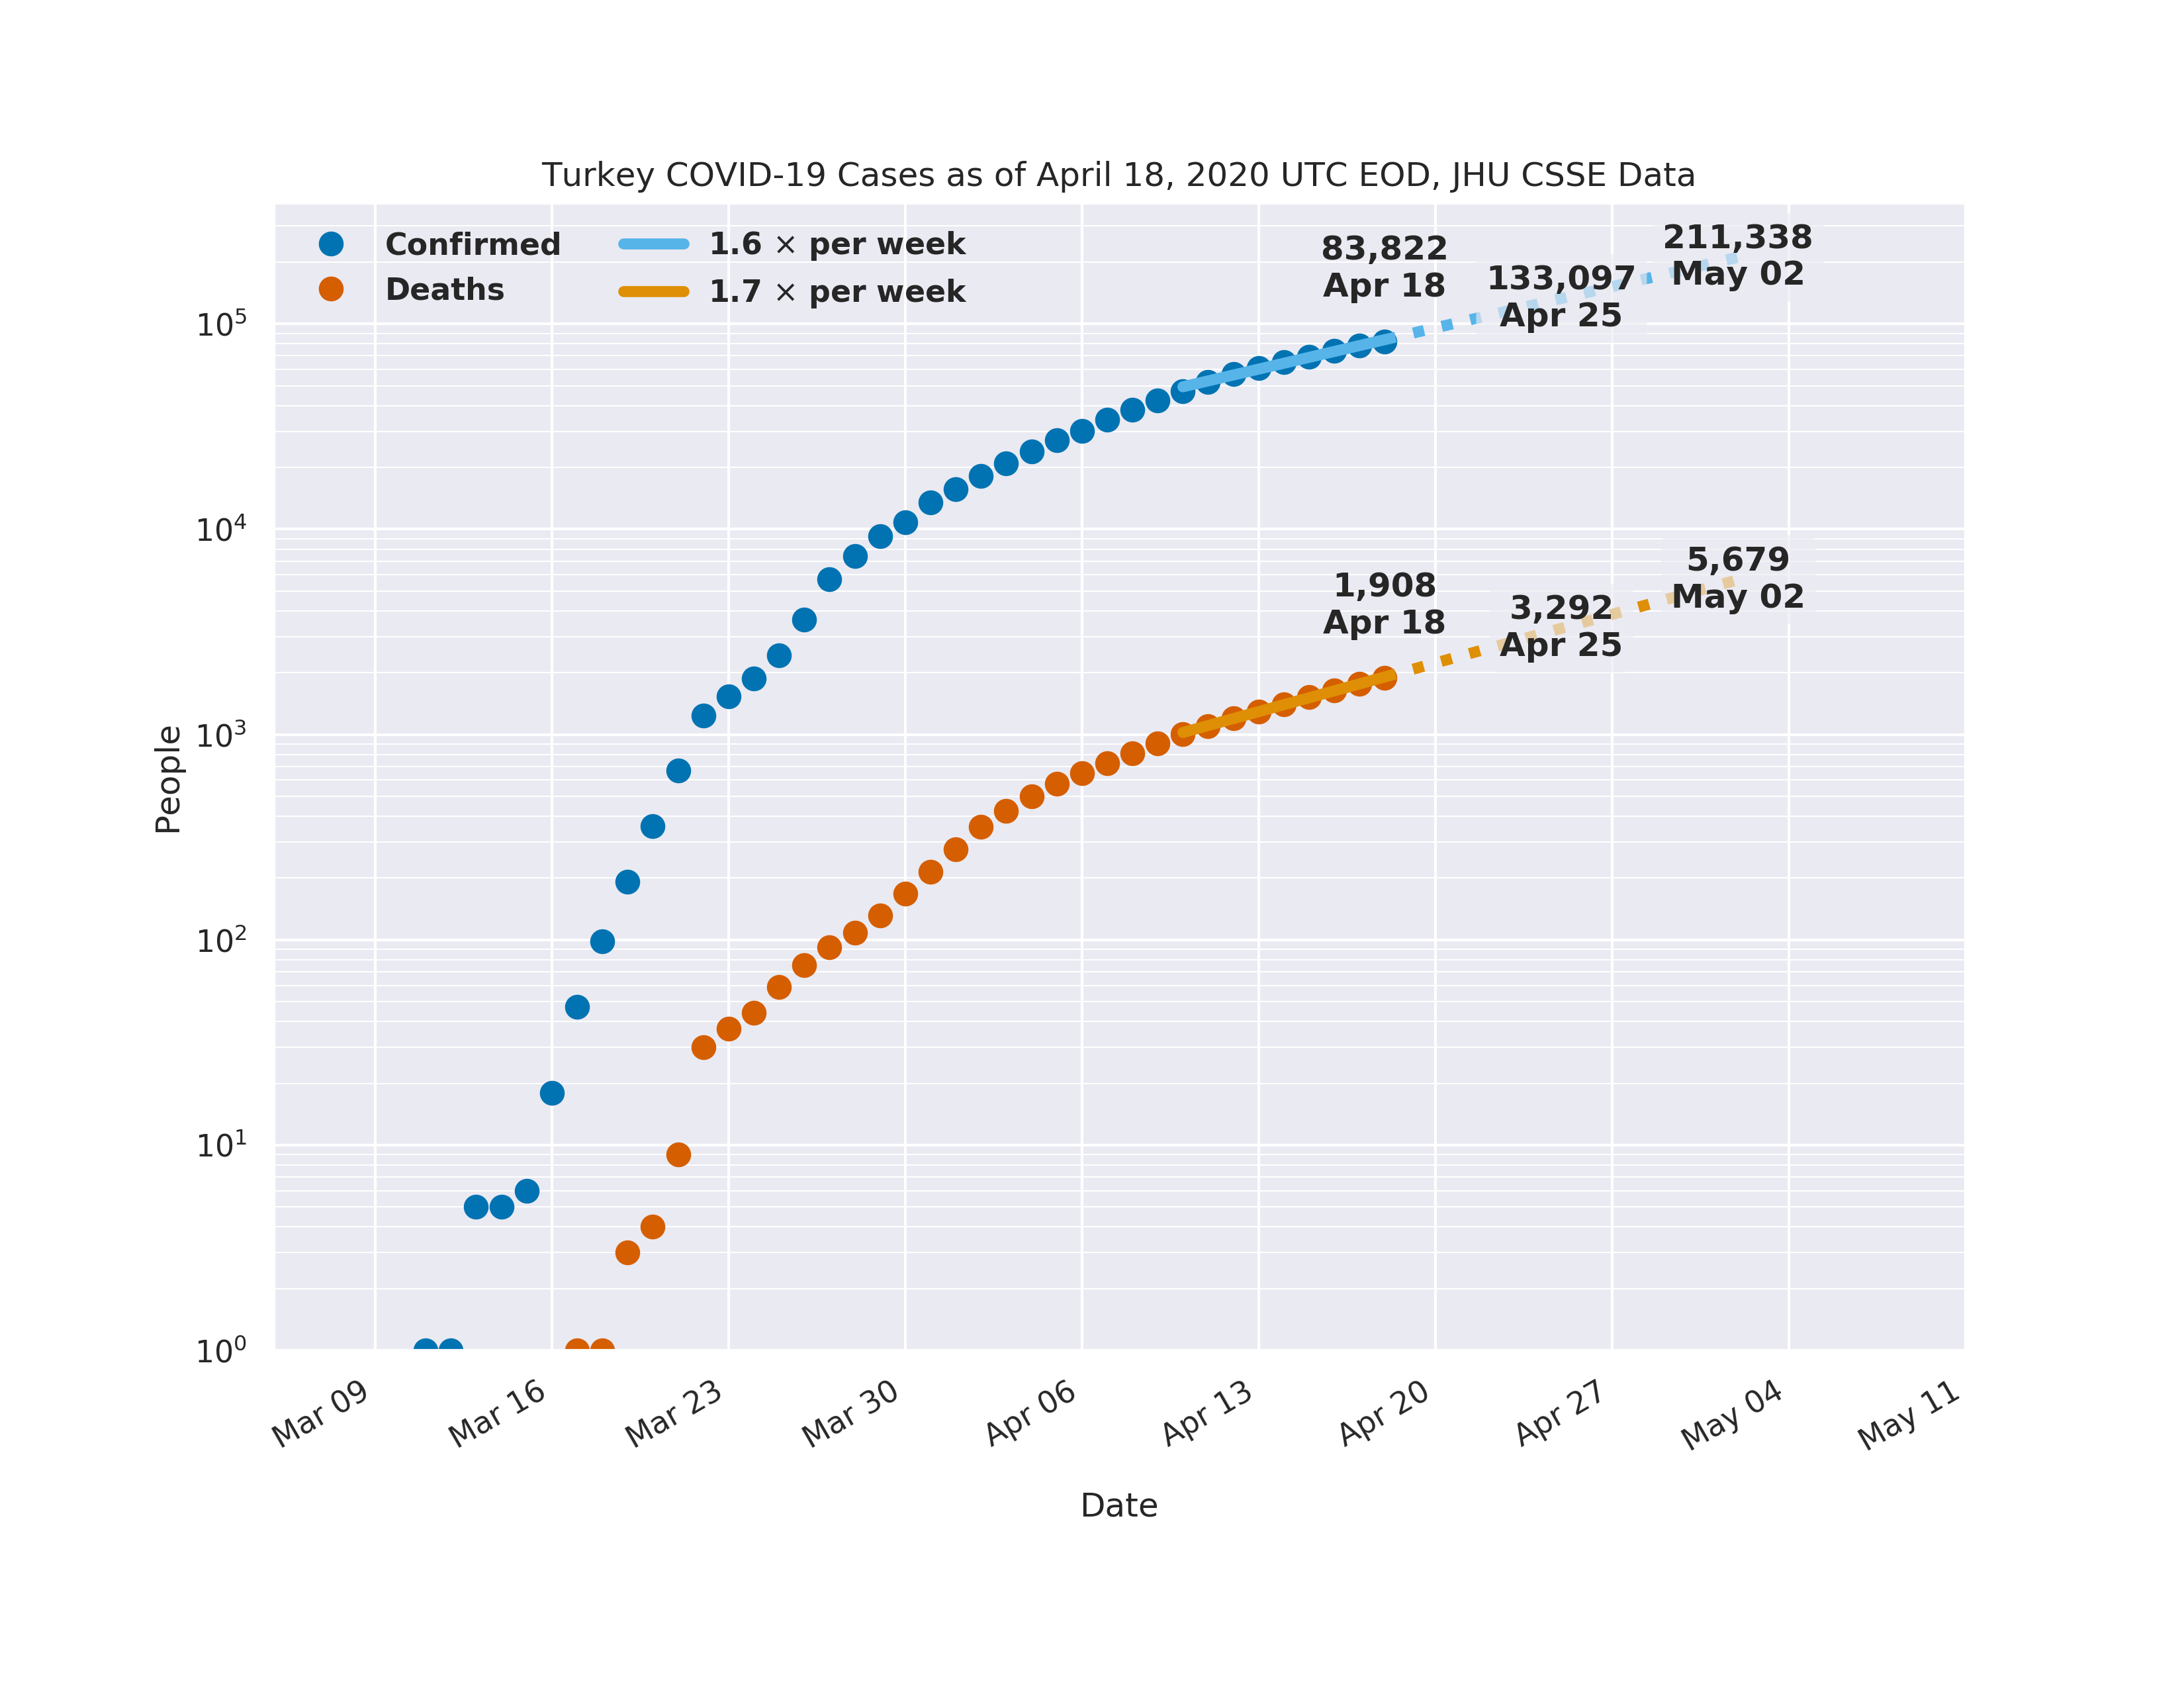 Turkey COVID-19 Cases as of April 18, 2020 UTC EOD, JHU CSSE Data
Confirmed
Deaths
1.6 × per week
1.7 × per week
83,822
Apr 18
133,097
Apr 25
211,338
May 02
1,908
Apr 18
3,292
Apr 25
5,679
May 02
People
10⁵
10⁴
10³
10²
10¹
10⁰
Mar 09
Mar 16
Mar 23
Mar 30
Apr 06
Apr 13
Apr 20
Apr 27
May 04
May 11
Date